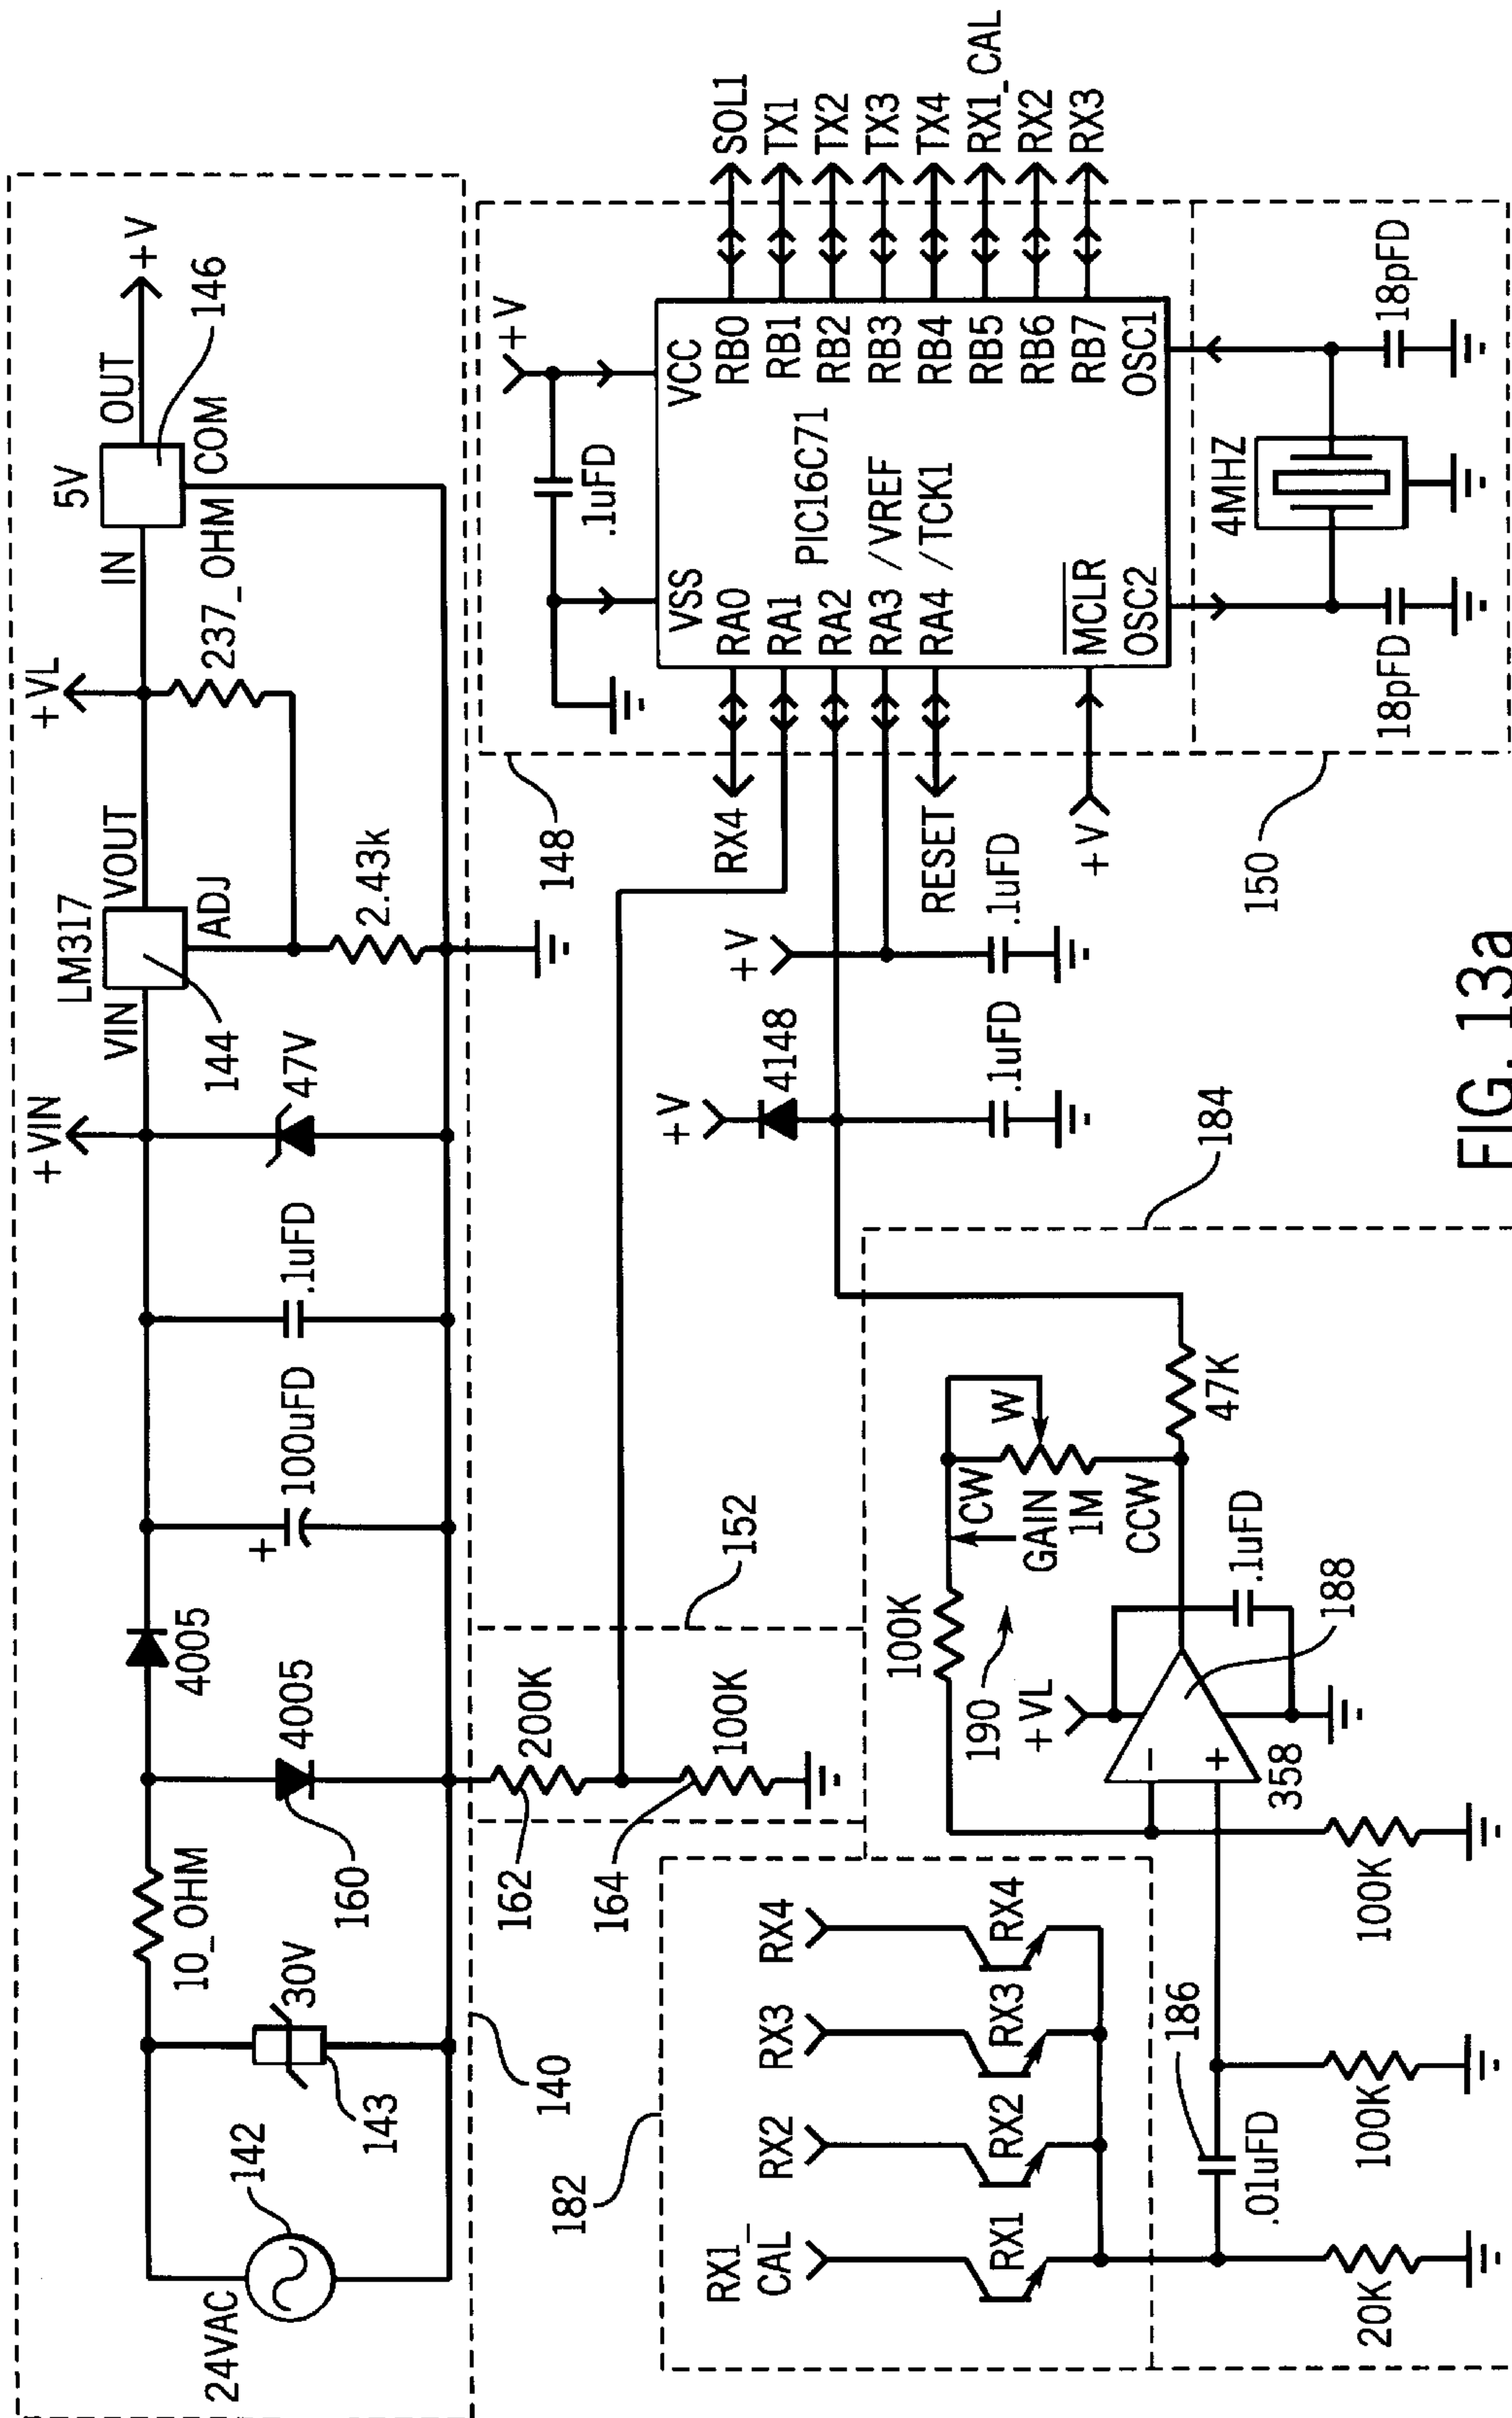 24VAC
142
143
30V
10_OHM
160
4005
4005
100uFD
+
.1uFD
+VIN
47V
VIN
LM317
VOUT
144
ADJ
2.43k
+VL
237_OHM
IN
5V
OUT
COM
146
+V
140
162
200K
164
100K
152
148
+V
.1uFD
VSS
VCC
RA0
RA1
RA2
RA3 /VREF
RA4 /TCK1
MCLR
OSC2
PIC16C71
RB0
RB1
RB2
RB3
RB4
RB5
RB6
RB7
OSC1
SOL1
TX1
TX2
TX3
TX4
RX1_CAL
RX2
RX3
RX4
RESET
+V
+V
4148
.1uFD
+V
.1uFD
4MHZ
18pFD
18pFD
150
182
RX1_
CAL
RX2
RX3
RX4
RX1
RX2
RX3
RX4
186
.01uFD
20K
100K
100K
358
-
+
188
+VL
190
100K
CW
GAIN
1M
CCW
W
.1uFD
47K
184
FIG. 13a